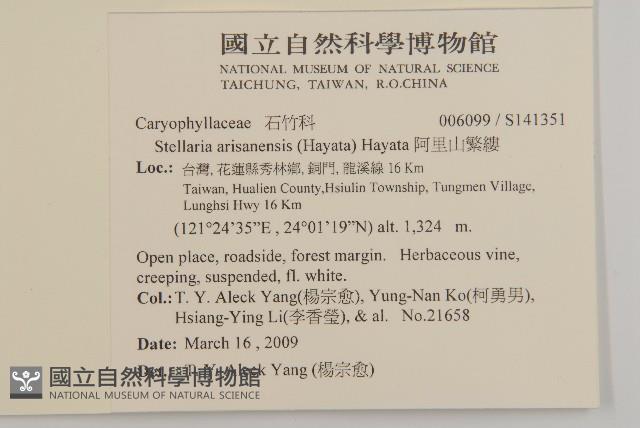 國立自然科學博物館
NATIONAL MUSEUM OF NATURAL SCIENCE
TAICHUNG, TAIWAN, R.O.CHINA
Caryophyllaceae 石竹科 006099 / S141351
Stellaria arisanensis (Hayata) Hayata 阿里山繁縷
Loc.: 台灣, 花蓮縣秀林鄉, 銅門, 龍溪線 16 Km
Taiwan, Hualien County,Hsiulin Township, Tungmen Village,
Lunghsi Hwy 16 Km
(121°24'35”E , 24°01'19”N) alt. 1,324 m.
Open place, roadside, forest margin. Herbaceous vine,
creeping, suspended, fl. white.
Col.: T. Y. Aleck Yang(楊宗愈), Yung-Nan Ko(柯勇男),
Hsiang-Ying Li(李香瑩), & al. No.21658
Date: March 16 , 2009
Det.: T. Y. Aleck Yang (楊宗愈)
國立自然科學博物館
NATIONAL MUSEUM OF NATURAL SCIENCE